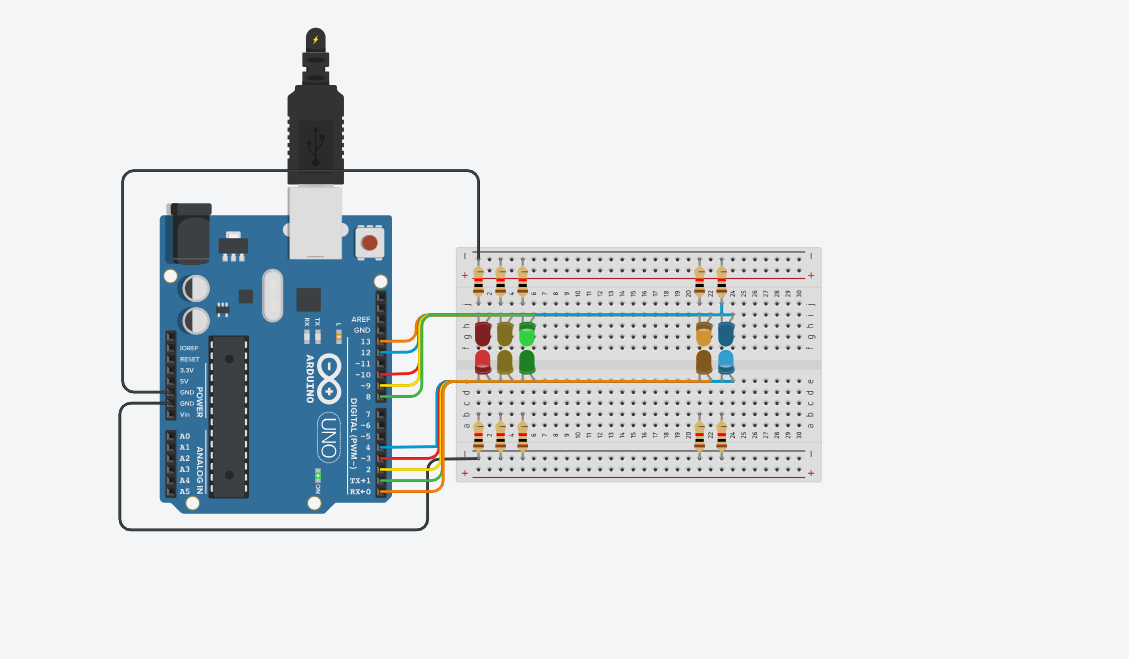 AREF
GND
13
12
~11
~10
~9
8
7
~6
~5
4
~3
2
TX→1
RX←0
DIGITAL (PWM ~)
IOREF
RESET
3.3V
5V
GND
GND
Vin
POWER
A0
A1
A2
A3
A4
A5
ANALOG IN
RX
TX
L
ARDUINO
UNO
ON
j
i
h
g
f
e
d
c
b
a
j
i
h
g
f
e
d
c
b
a